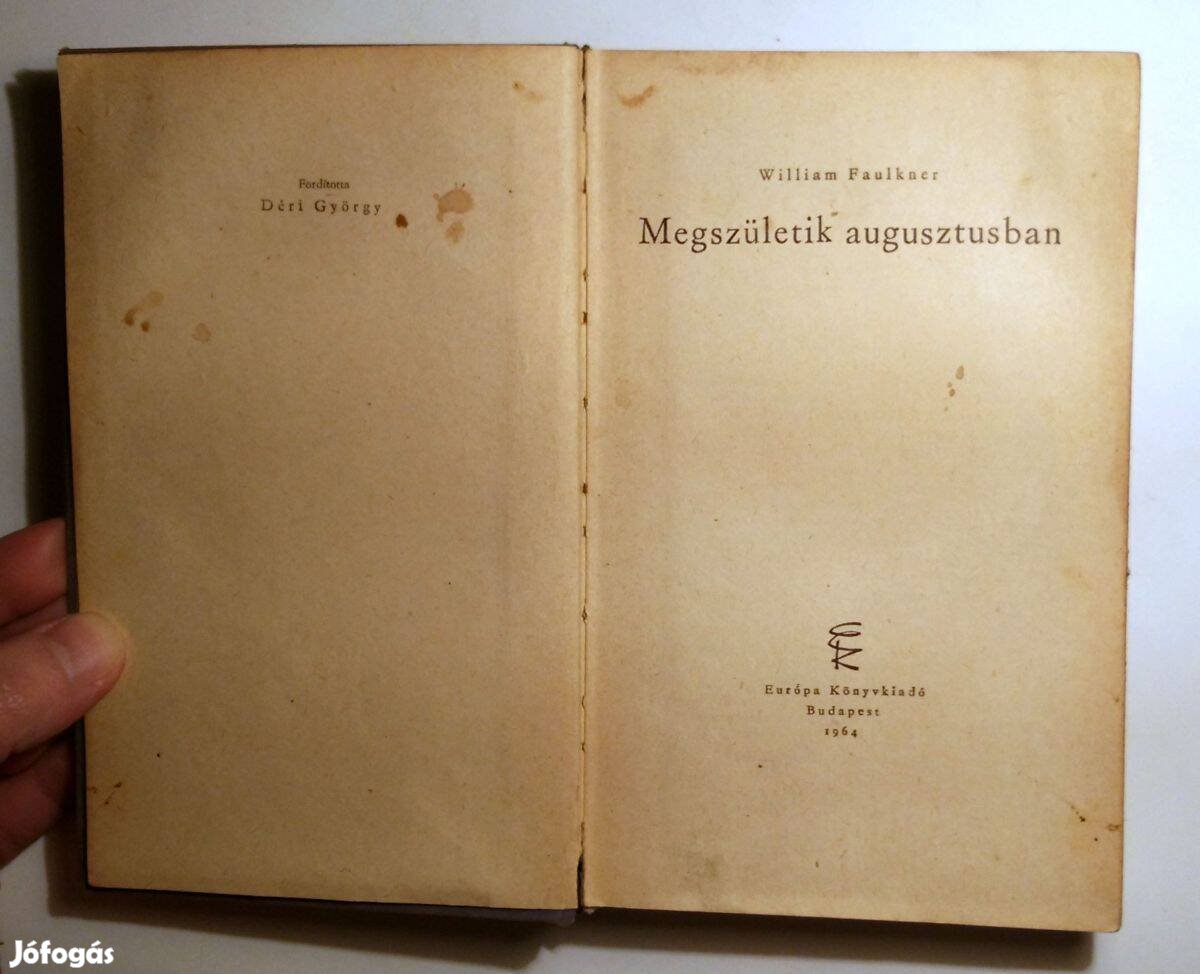 Fordította
Déri György
William Faulkner
Megszületik augusztusban
Európa Könyvkiadó
Budapest
1964
Jófogás